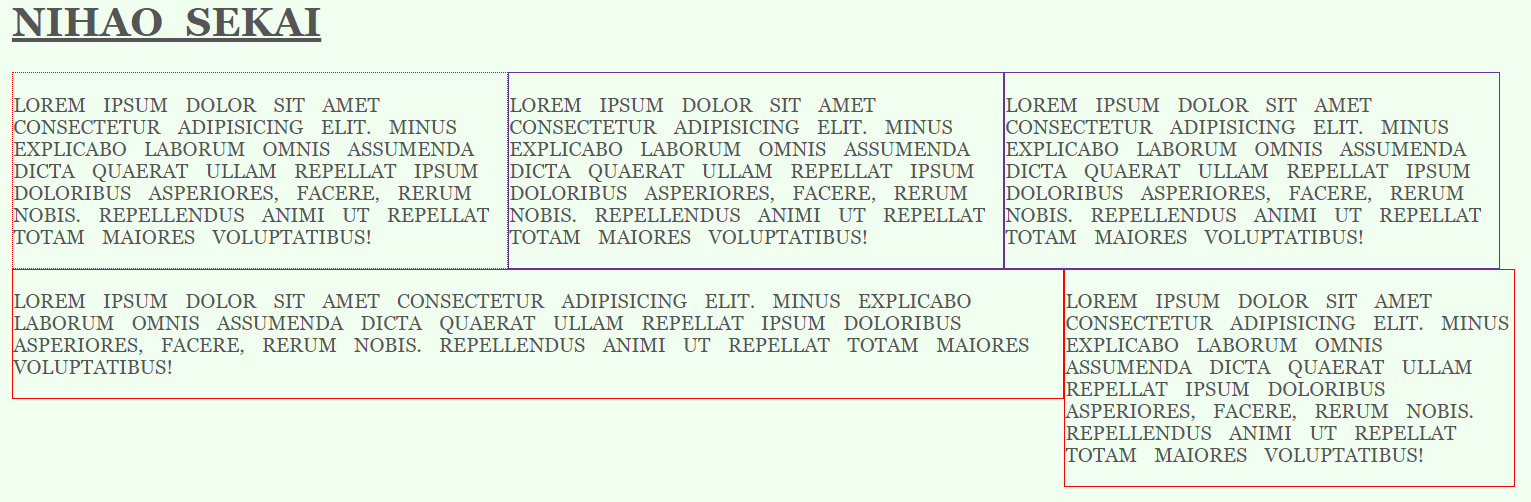 NIHAO SEKAI
LOREM IPSUM DOLOR SIT AMET
CONSECTETUR ADIPISICING ELIT. MINUS
EXPLICABO LABORUM OMNIS ASSUMENDA
DICTA QUAERAT ULLAM REPELLAT IPSUM
DOLORIBUS ASPERIORES, FACERE, RERUM
NOBIS. REPELLENDUS ANIMI UT REPELLAT
TOTAM MAIORES VOLUPTATIBUS!
LOREM IPSUM DOLOR SIT AMET
CONSECTETUR ADIPISICING ELIT. MINUS
EXPLICABO LABORUM OMNIS ASSUMENDA
DICTA QUAERAT ULLAM REPELLAT IPSUM
DOLORIBUS ASPERIORES, FACERE, RERUM
NOBIS. REPELLENDUS ANIMI UT REPELLAT
TOTAM MAIORES VOLUPTATIBUS!
LOREM IPSUM DOLOR SIT AMET
CONSECTETUR ADIPISICING ELIT. MINUS
EXPLICABO LABORUM OMNIS ASSUMENDA
DICTA QUAERAT ULLAM REPELLAT IPSUM
DOLORIBUS ASPERIORES, FACERE, RERUM
NOBIS. REPELLENDUS ANIMI UT REPELLAT
TOTAM MAIORES VOLUPTATIBUS!
LOREM IPSUM DOLOR SIT AMET CONSECTETUR ADIPISICING ELIT. MINUS EXPLICABO
LABORUM OMNIS ASSUMENDA DICTA QUAERAT ULLAM REPELLAT IPSUM DOLORIBUS
ASPERIORES, FACERE, RERUM NOBIS. REPELLENDUS ANIMI UT REPELLAT TOTAM MAIORES
VOLUPTATIBUS!
LOREM IPSUM DOLOR SIT AMET
CONSECTETUR ADIPISICING ELIT. MINUS
EXPLICABO LABORUM OMNIS
ASSUMENDA DICTA QUAERAT ULLAM
REPELLAT IPSUM DOLORIBUS
ASPERIORES, FACERE, RERUM NOBIS.
REPELLENDUS ANIMI UT REPELLAT
TOTAM MAIORES VOLUPTATIBUS!